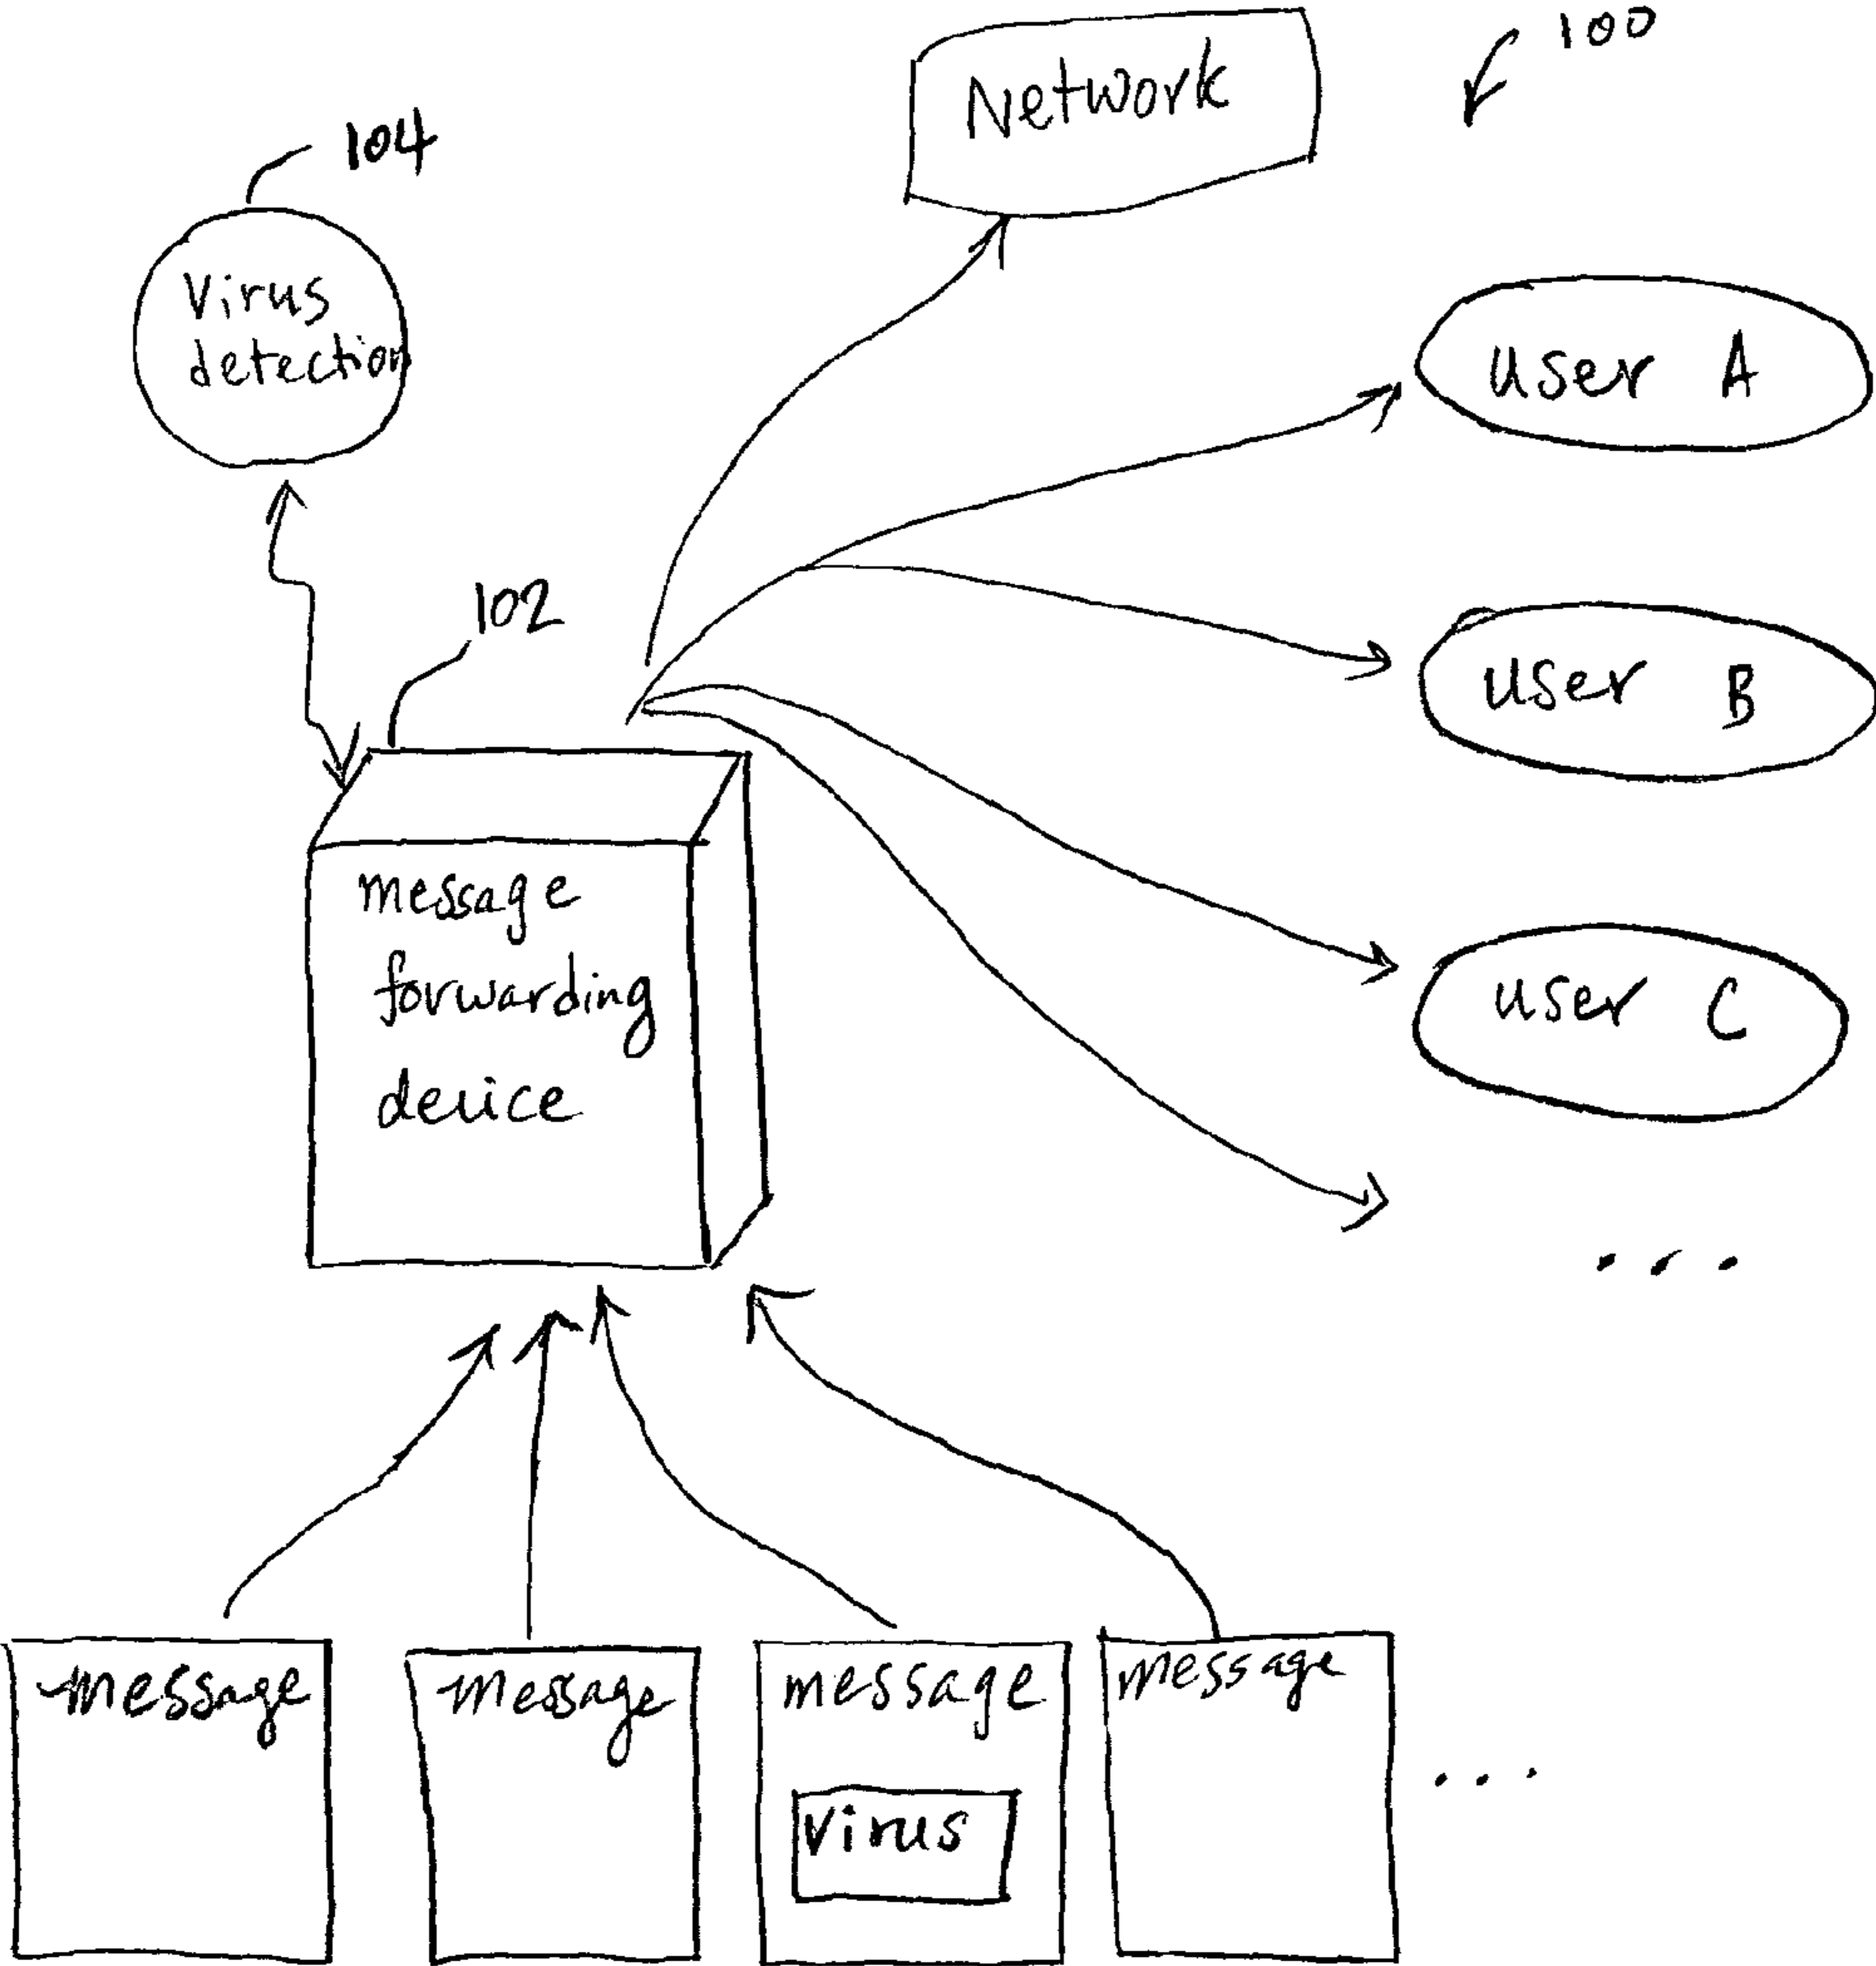 Network
100
104
Virus
detection
user A
102
user B
message
forwarding
device
user C
...
message
message
message
message
virus
...